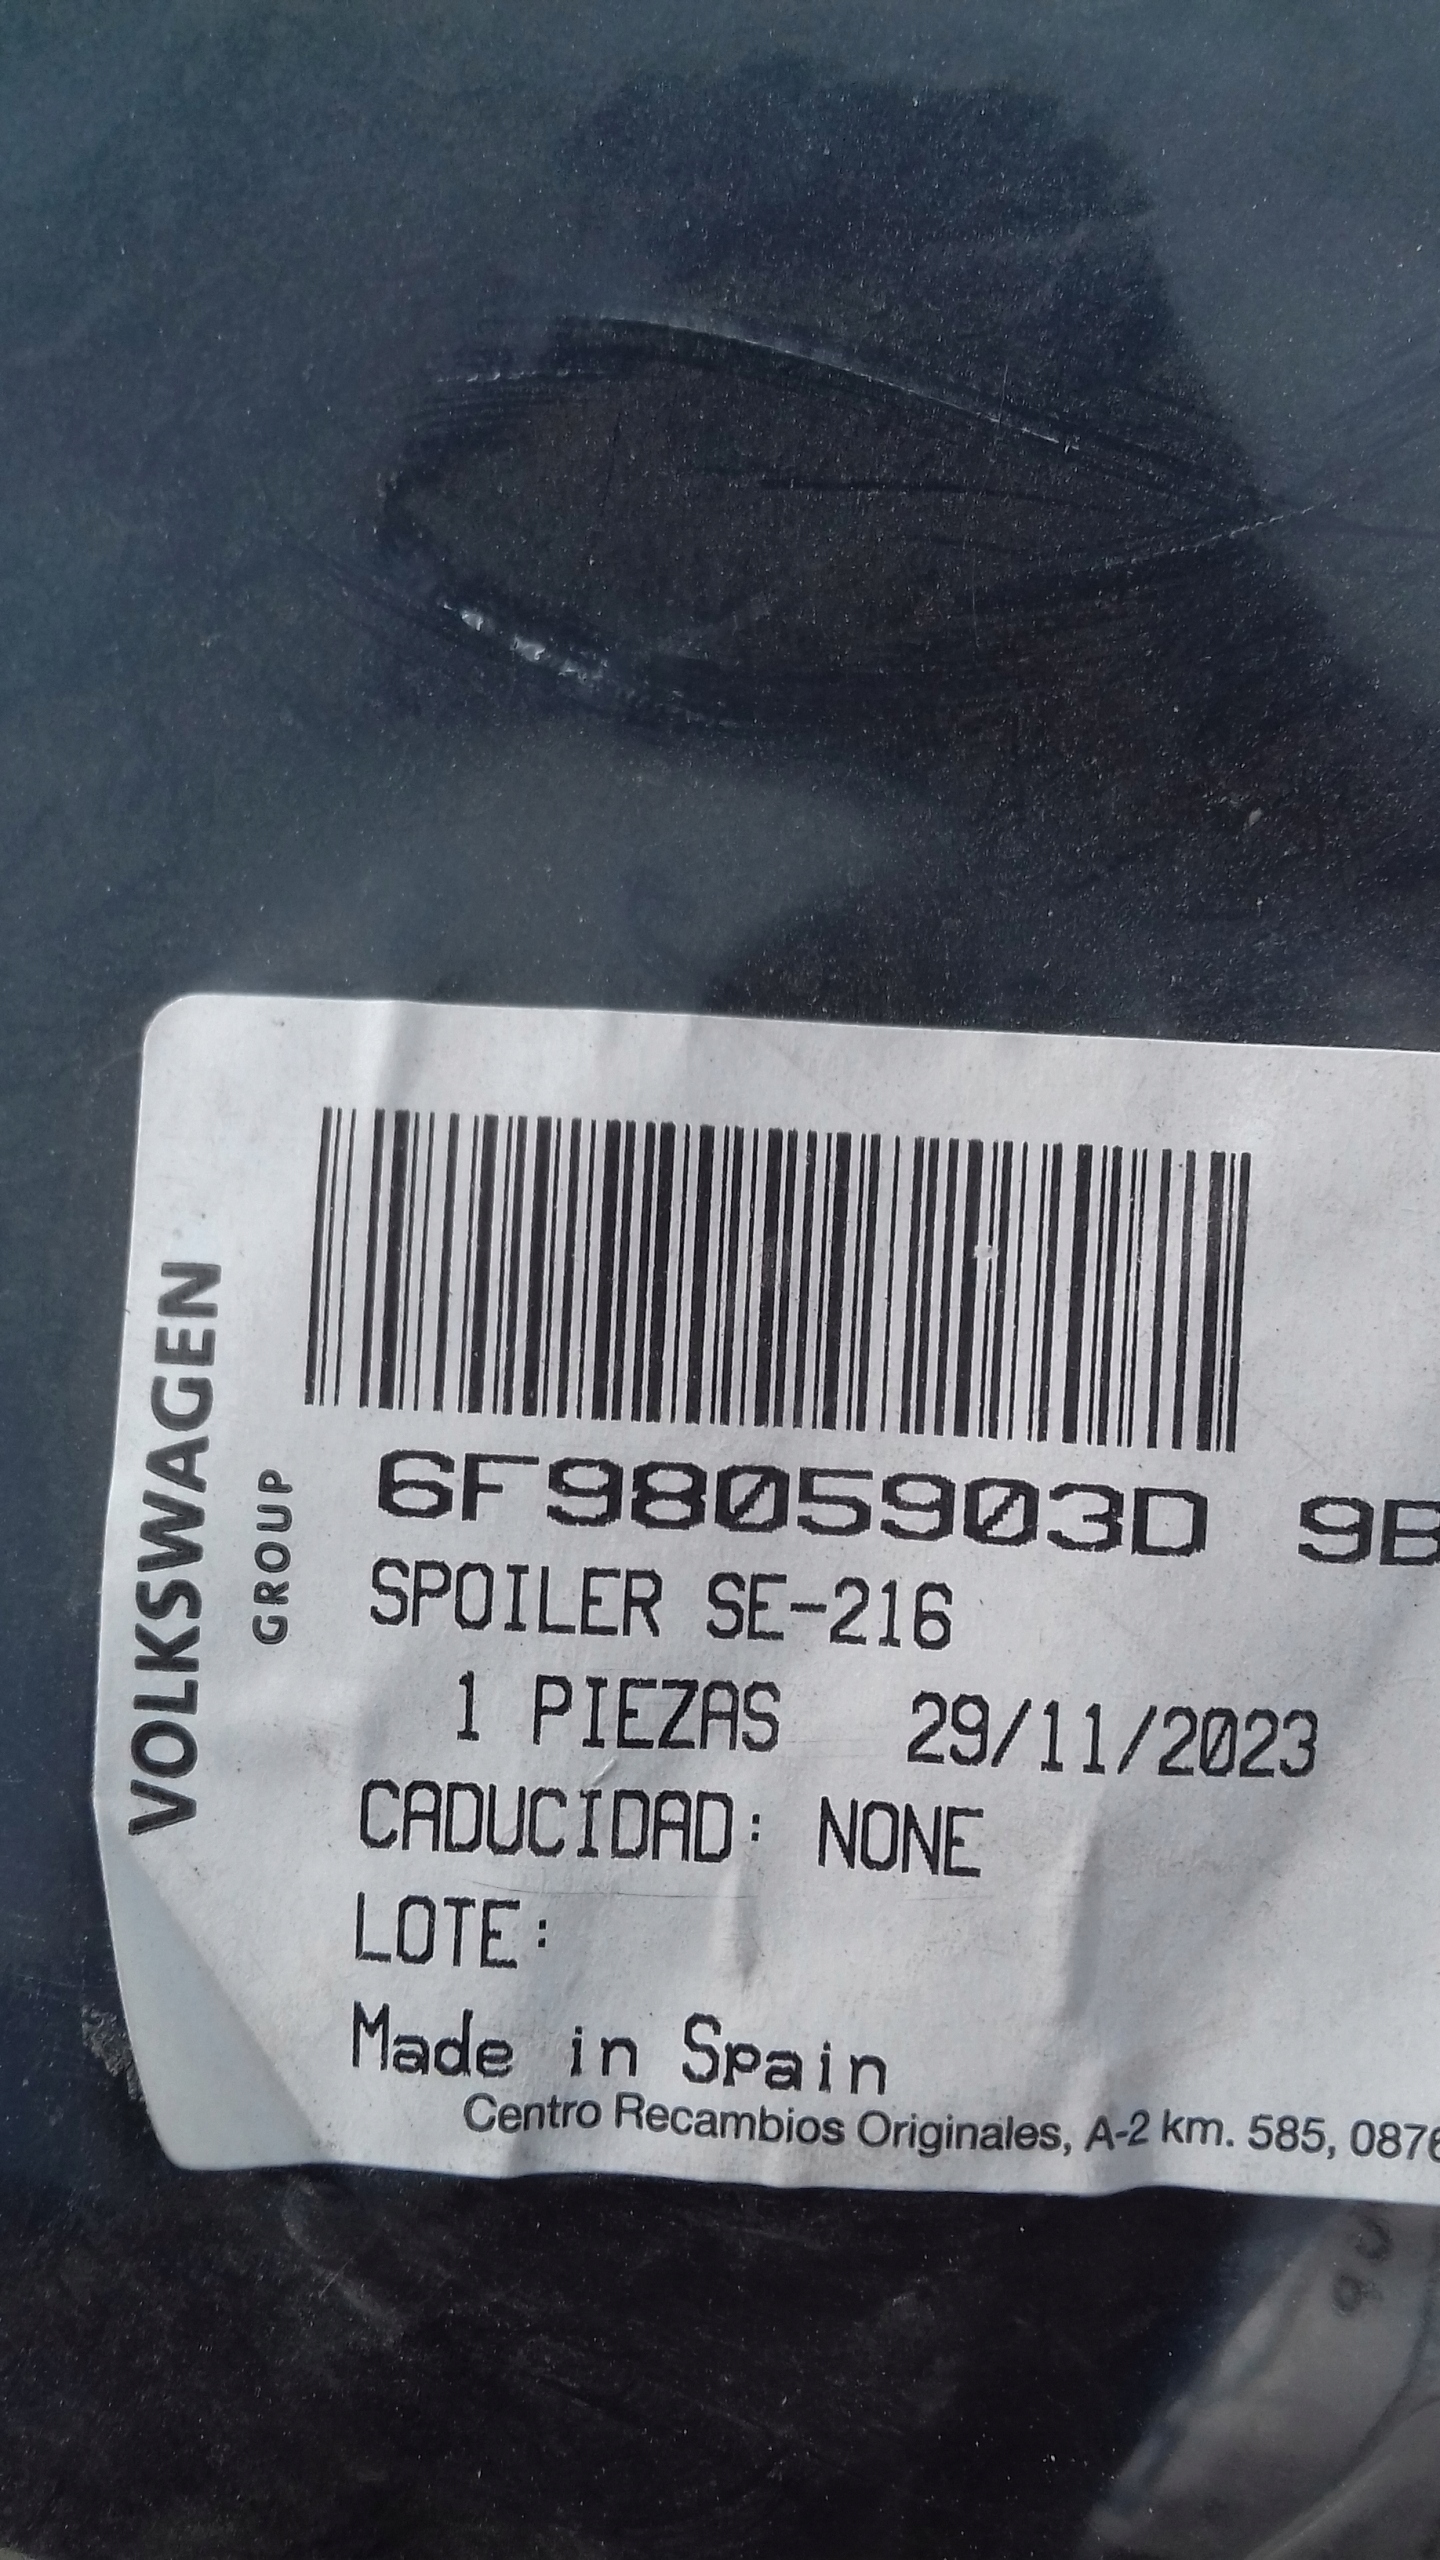 VOLKSWAGEN
GROUP
6F9805903D 9B
SPOILER SE-216
1 PIEZAS 29/11/2023
CADUCIDAD: NONE
LOTE:
Made in Spain
Centro Recambios Originales, A-2 km. 585, 0876